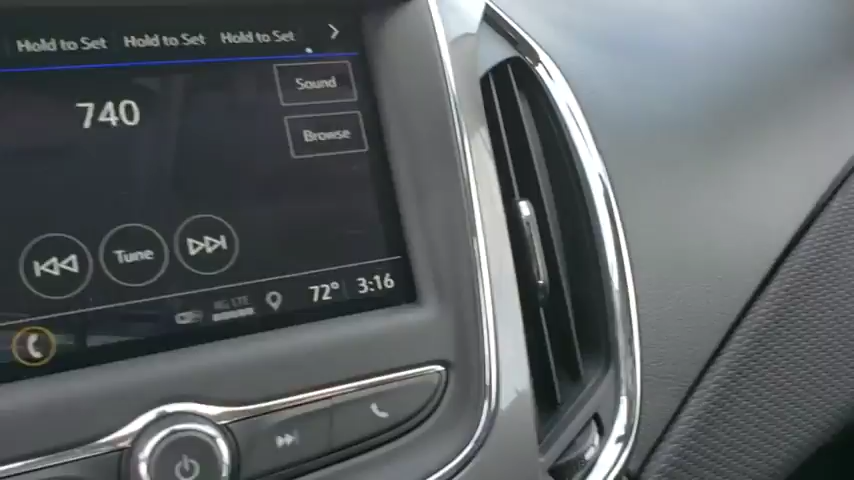 Hold to Set Hold to Set Hold to Set
Sound
740
Browse
Tune
4G LTE 72° 3:16